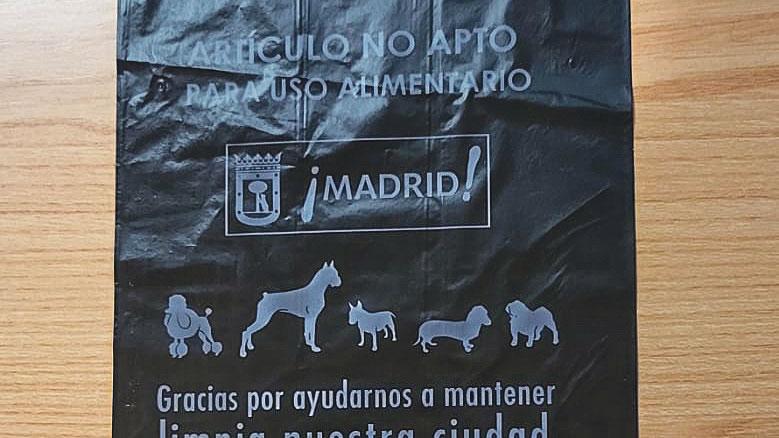 ARTÍCULO NO APTO
PARA USO ALIMENTARIO
¡MADRID!
Gracias por ayudarnos a mantener
limpia nuestra ciudad